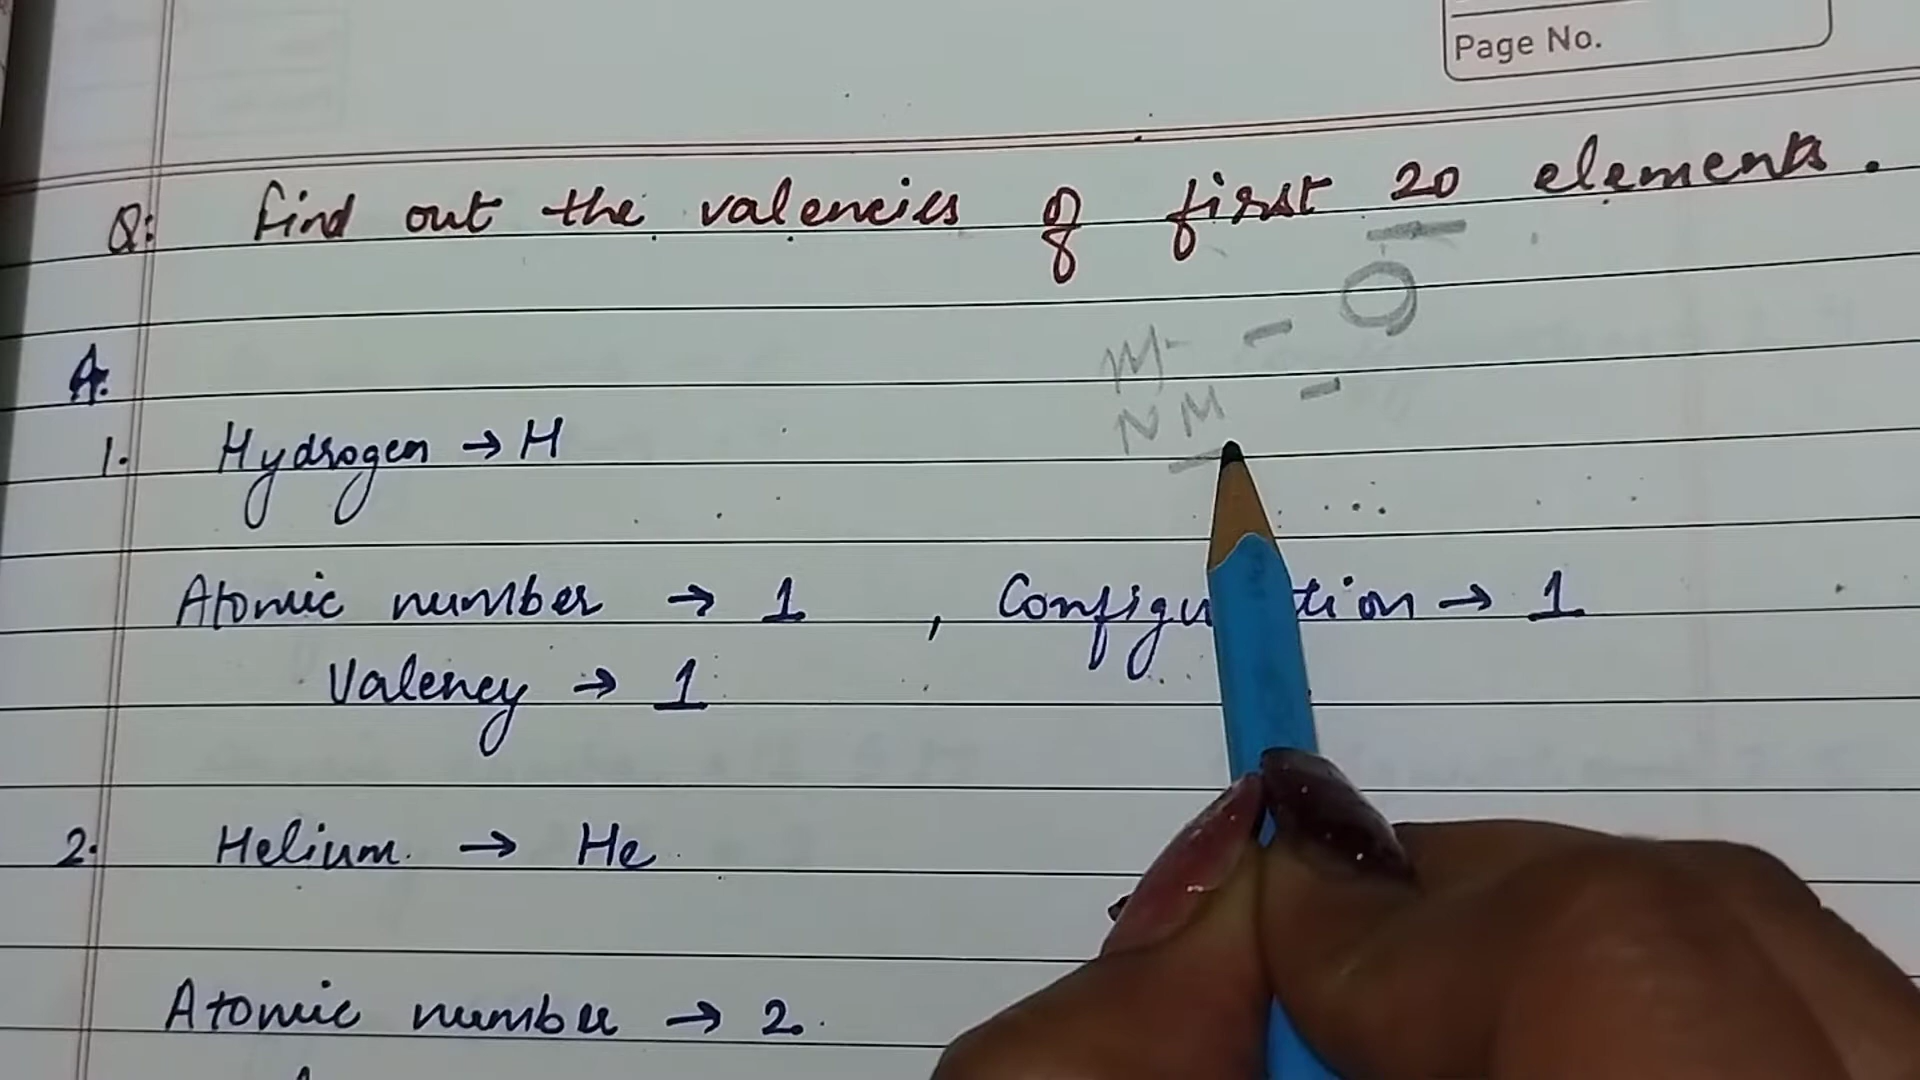 Page No.
Q: find out the valencies of first 20 elements.
M -
NM -
A.
1. Hydrogen → H
Atomic number → 1 , Configu tion → 1
Valency → 1
2. Helium. → He
Atomic number → 2.